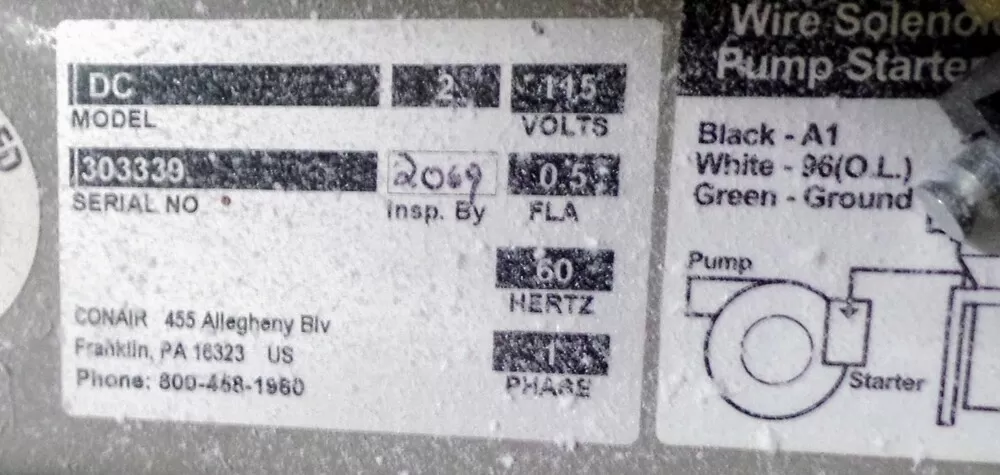 DC 2 115
MODEL VOLTS
303339 2069 0.5
SERIAL NO Insp. By FLA
60
HERTZ
CONAIR 455 Allegheny Blv
Franklin, PA 16323 US
Phone: 800-468-1960
1
PHASE
Wire Soleno
Pump Starte
Black - A1
White - 96(O.L.)
Green - Ground
Pump
Starter
ED